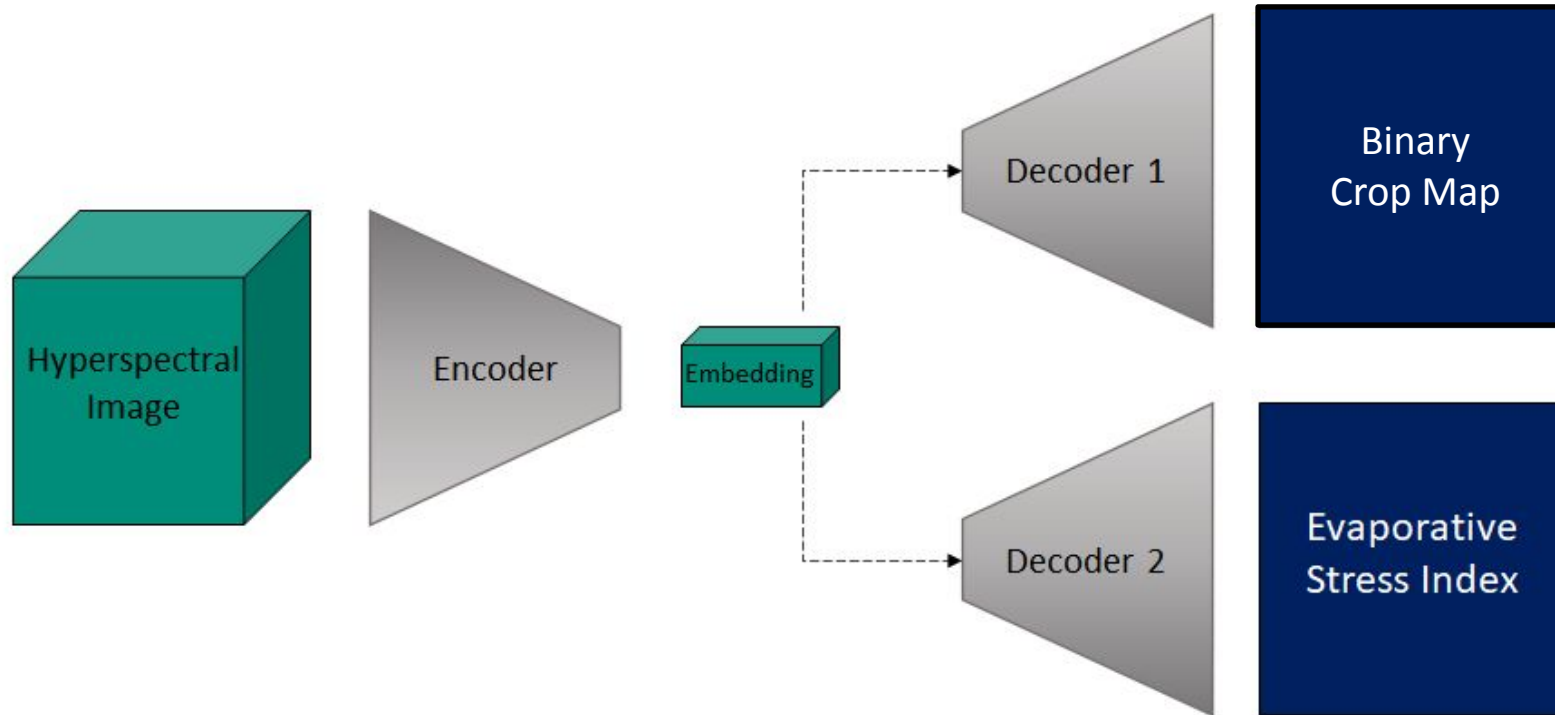 Hyperspectral
Image
Encoder
Embedding
Decoder 1
Binary
Crop Map
Decoder 2
Evaporative
Stress Index